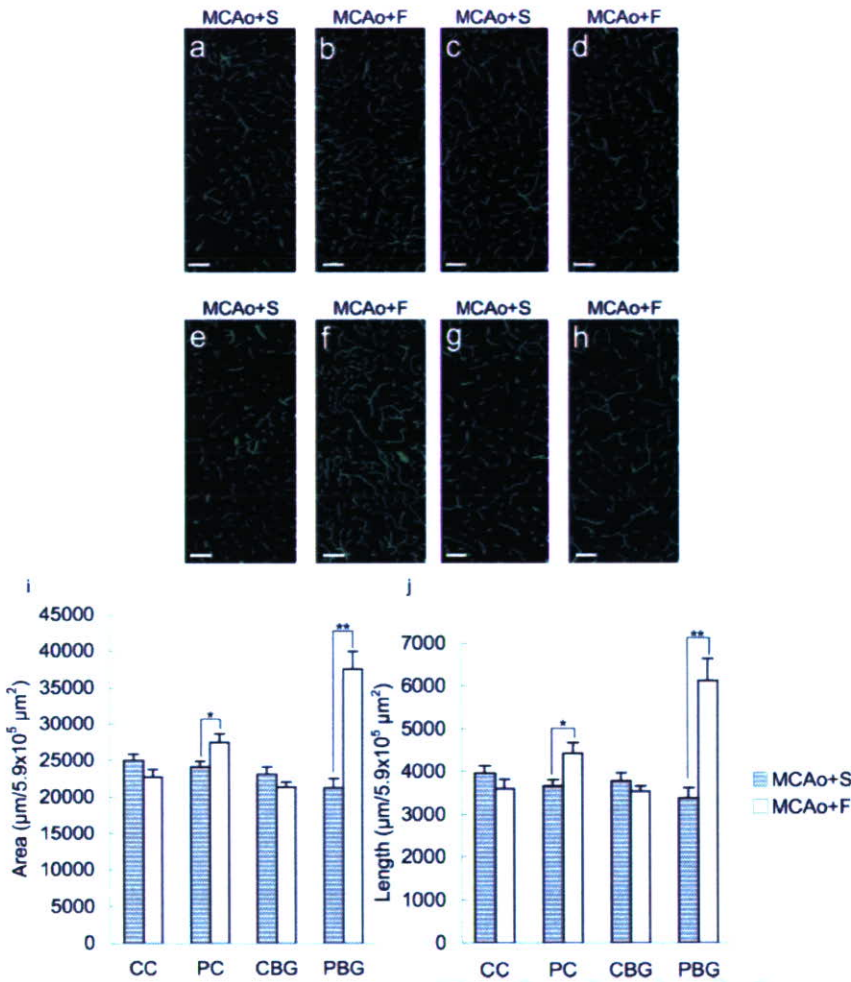 MCAo+S MCAo+F MCAo+S MCAo+F
a b c d
MCAo+S MCAo+F MCAo+S MCAo+F
e f g h
i
Area (µm/5.9x10⁵ µm²)
45000
40000
35000
30000
25000
20000
15000
10000
5000
0
* **
CC PC CBG PBG
j
Length (µm/5.9x10⁵ µm²)
7000
6000
5000
4000
3000
2000
1000
0
* **
CC PC CBG PBG
MCAo+S
MCAo+F